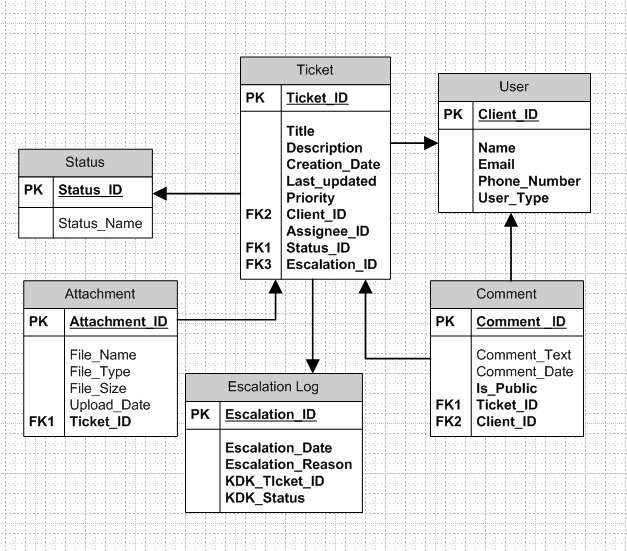 Ticket
PK Ticket_ID
Title
Description
Creation_Date
Last_updated
Priority
FK2 Client_ID
Assignee_ID
FK1 Status_ID
FK3 Escalation_ID
User
PK Client_ID
Name
Email
Phone_Number
User_Type
Status
PK Status_ID
Status_Name
Attachment
PK Attachment_ID
File_Name
File_Type
File_Size
Upload_Date
FK1 Ticket_ID
Comment
PK Comment _ID
Comment_Text
Comment_Date
Is_Public
FK1 Ticket_ID
FK2 Client_ID
Escalation Log
PK Escalation_ID
Escalation_Date
Escalation_Reason
KDK_TIcket_ID
KDK_Status